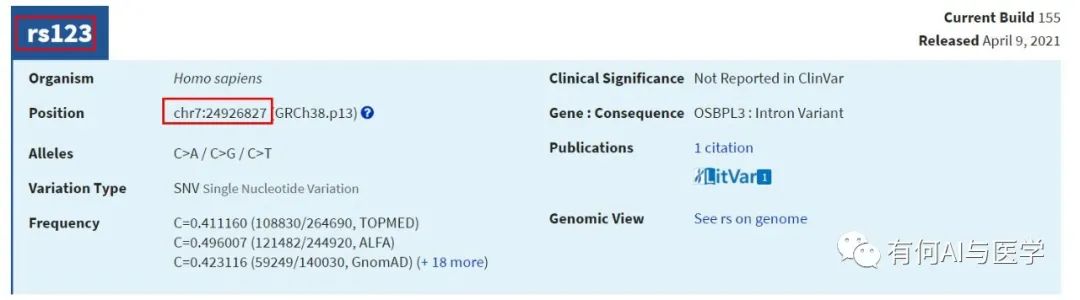 rs123
Current Build 155
Released April 9, 2021
Organism Homo sapiens
Position chr7:24926827 (GRCh38.p13) ?
Alleles C>A / C>G / C>T
Variation Type SNV Single Nucleotide Variation
Frequency C=0.411160 (108830/264690, TOPMED)
C=0.496007 (121482/244920, ALFA)
C=0.423116 (59249/140030, GnomAD) (+ 18 more)
Clinical Significance Not Reported in ClinVar
Gene : Consequence OSBPL3 : Intron Variant
Publications 1 citation
LitVar 1
Genomic View See rs on genome
有何AI与医学